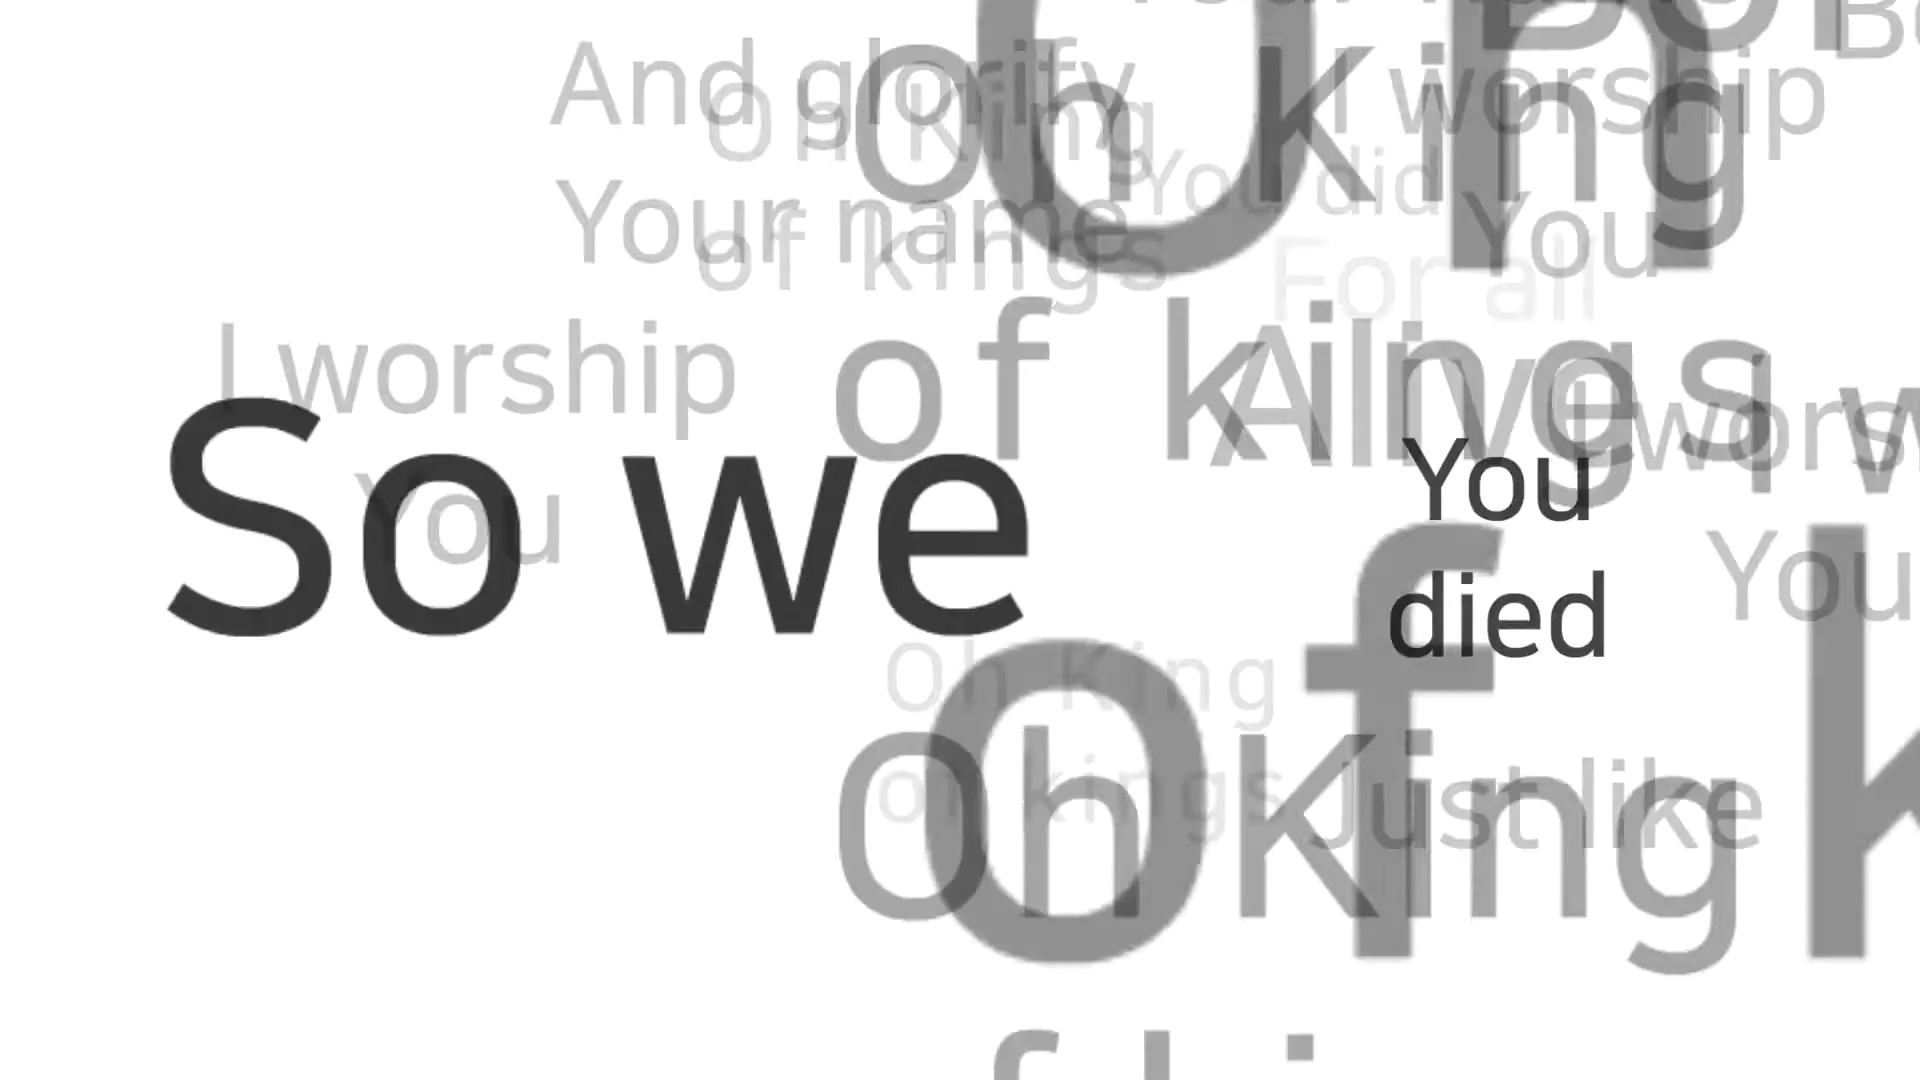 And glorify
Your name
Oh King
of kings
Oh King
of kings
I worship
You
You did
For all
Alive
I worship
You
So we
You
died
Oh King
of kings
Oh King
Just like
of
You